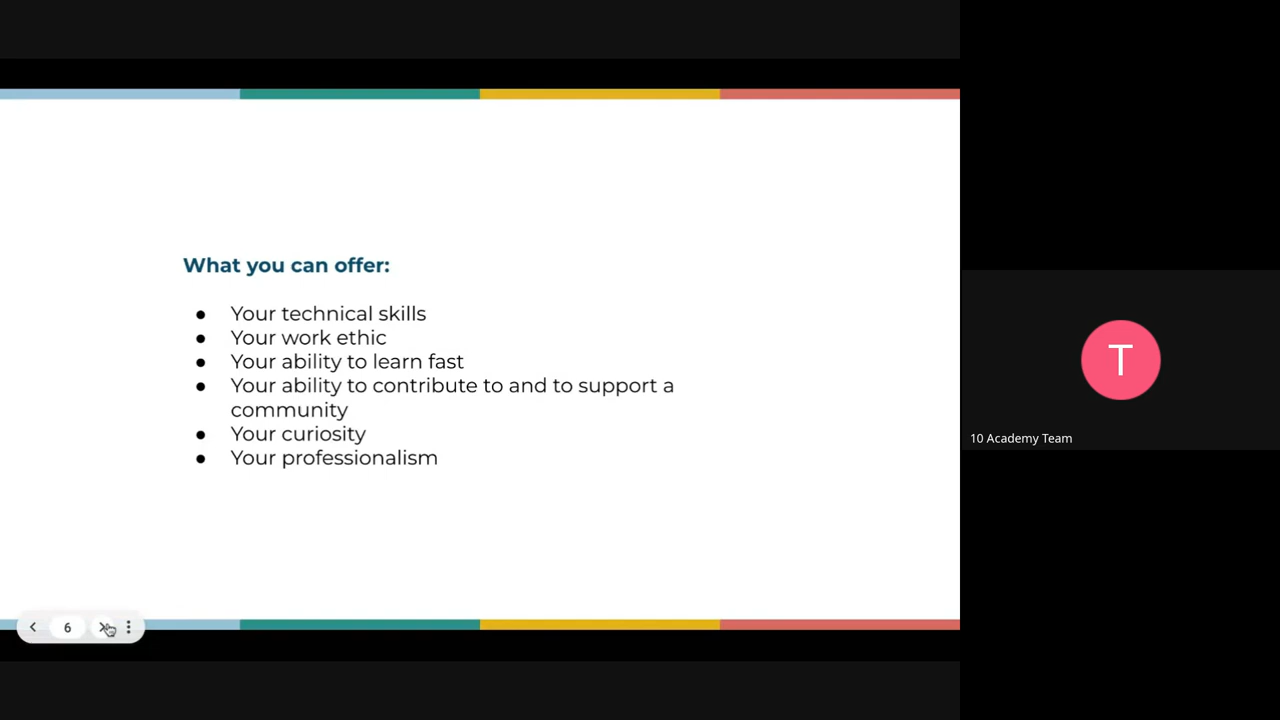 What you can offer:
● Your technical skills
● Your work ethic
● Your ability to learn fast
● Your ability to contribute to and to support a
community
● Your curiosity
● Your professionalism
6
T
10 Academy Team